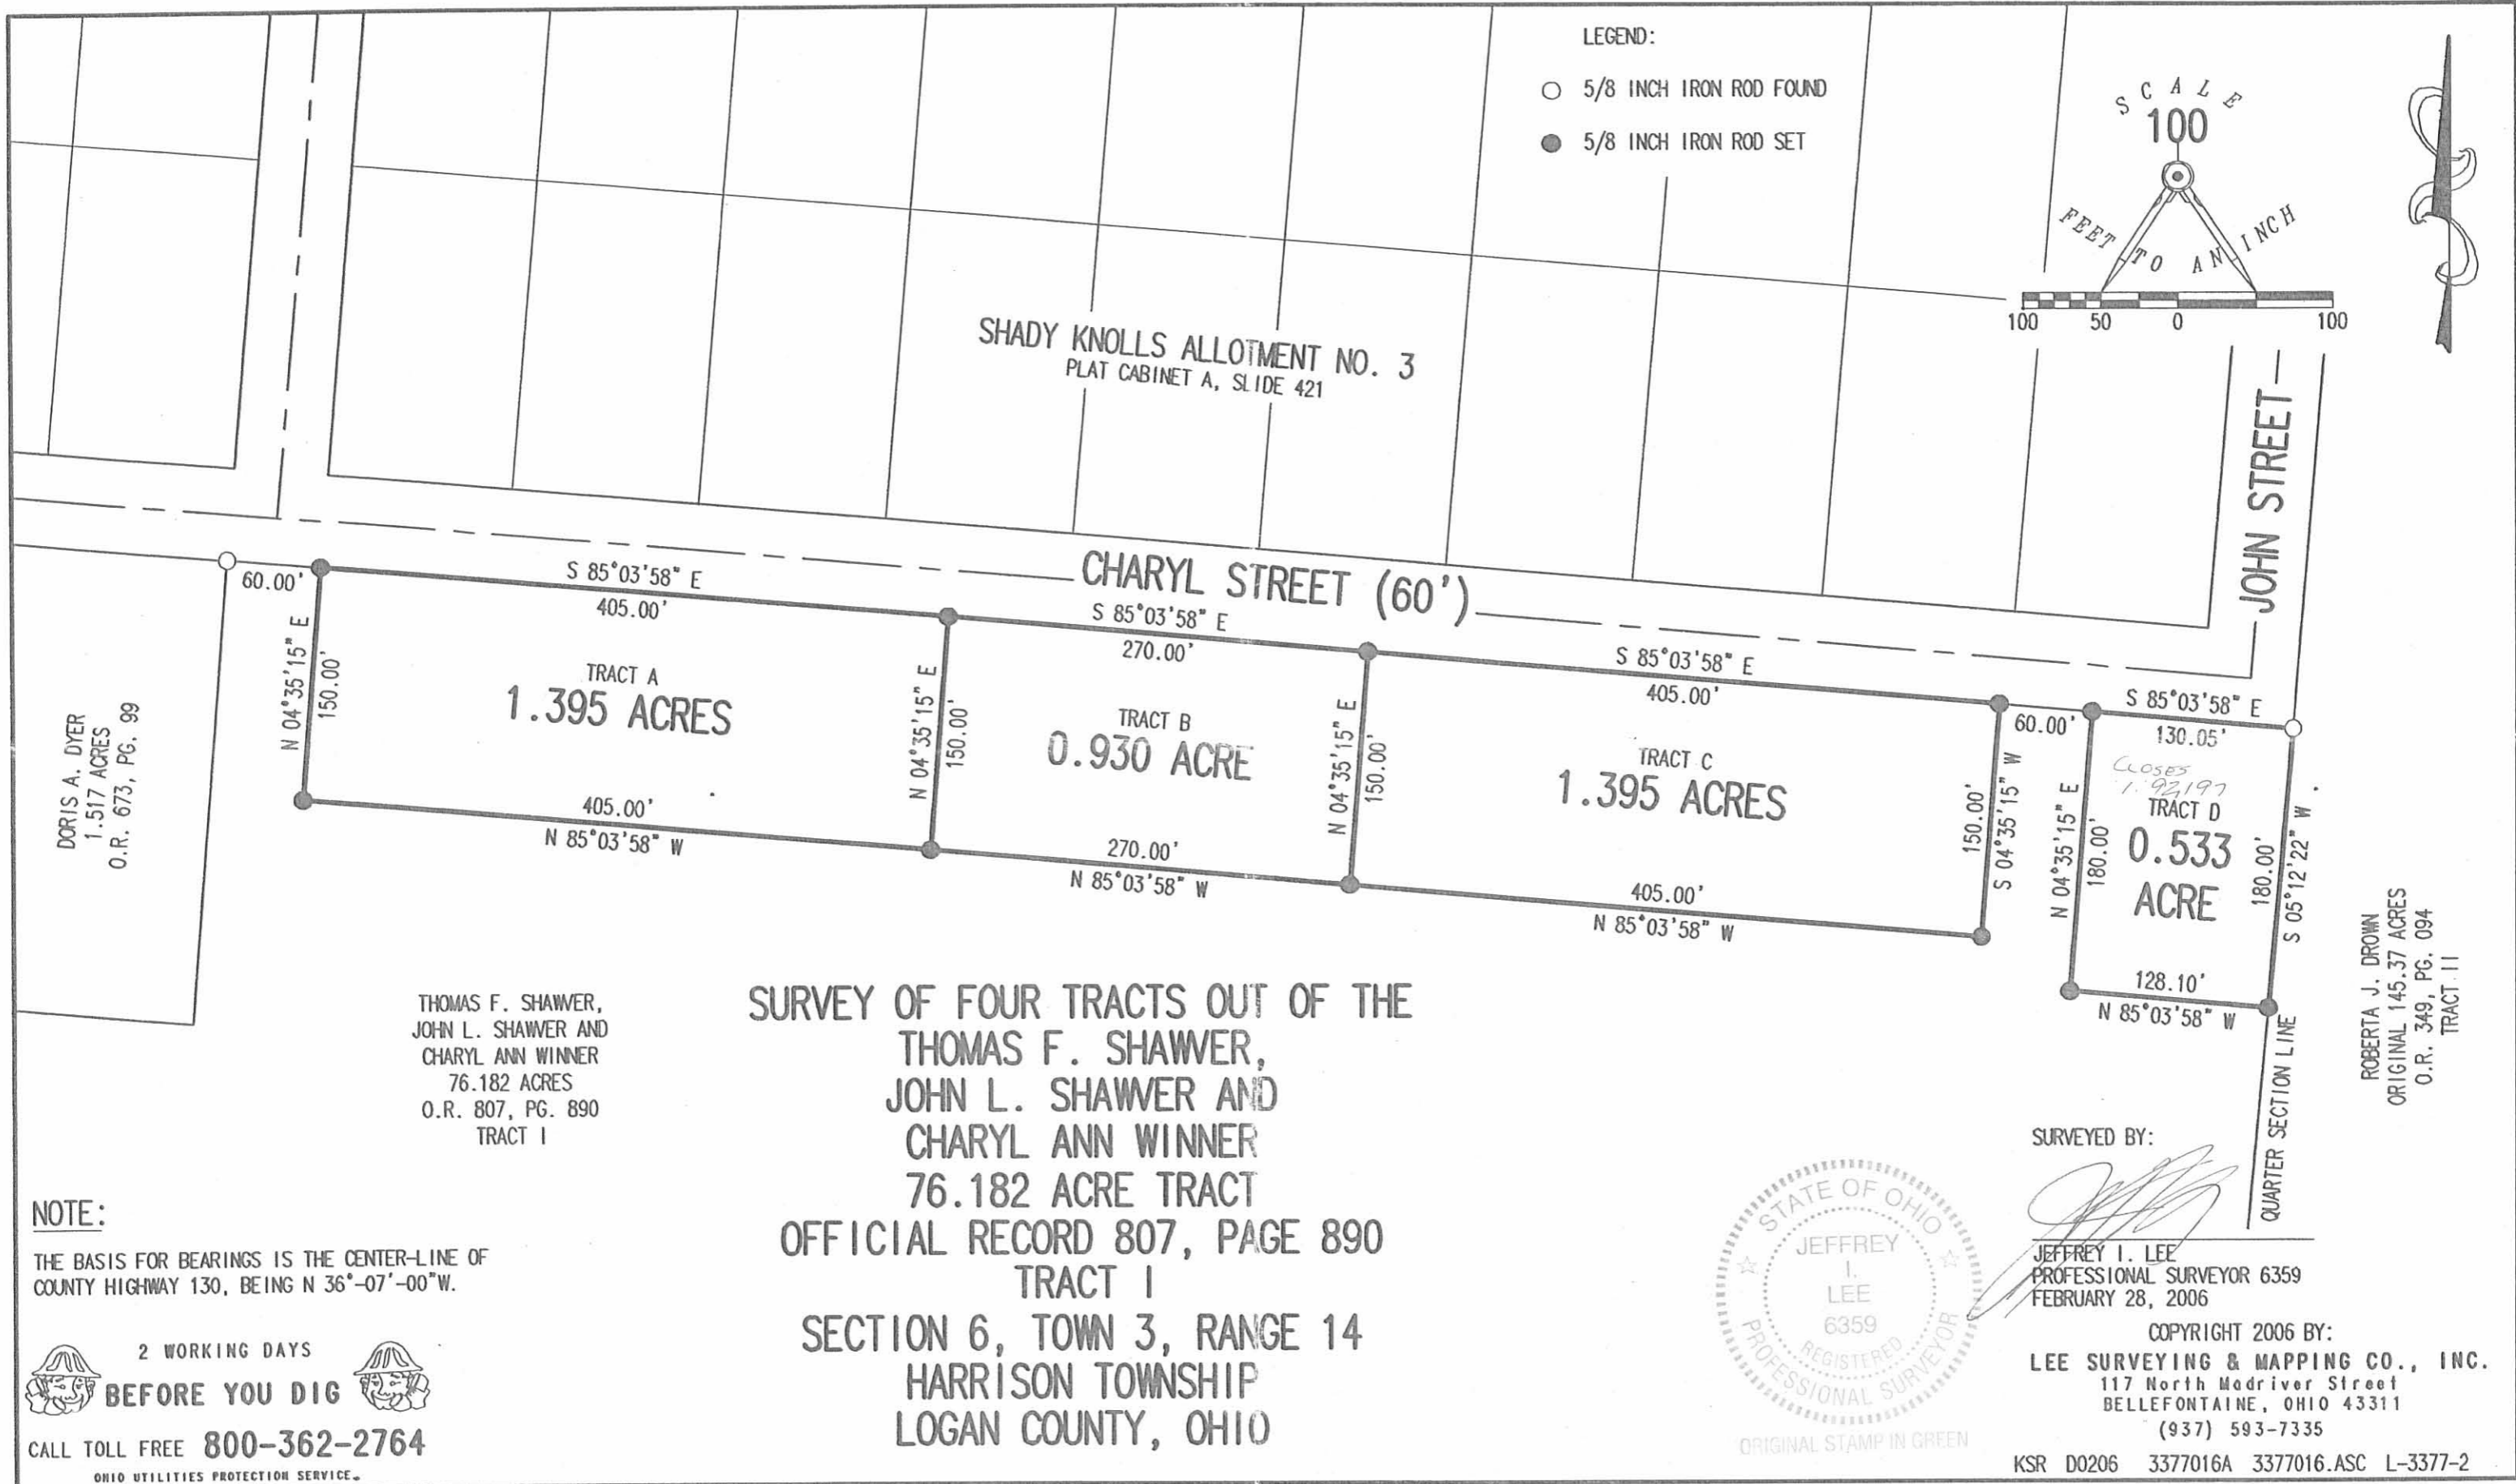 LEGEND:
5/8 INCH IRON ROD FOUND
5/8 INCH IRON ROD SET
SCALE
100
FEET TO AN INCH
100 50 0 100
SHADY KNOLLS ALLOTMENT NO. 3
PLAT CABINET A, SLIDE 421
JOHN STREET
CHARYL STREET (60')
60.00'
S 85°03'58" E
405.00'
S 85°03'58" E
270.00'
S 85°03'58" E
405.00'
60.00'
S 85°03'58" E
130.05'
DORIS A. DYER
1.517 ACRES
O.R. 673, PG. 99
N 04°35'15" E
150.00'
TRACT A
1.395 ACRES
405.00'
N 85°03'58" W
N 04°35'15" E
150.00'
TRACT B
0.930 ACRE
270.00'
N 85°03'58" W
N 04°35'15" E
150.00'
TRACT C
1.395 ACRES
405.00'
N 85°03'58" W
150.00'
S 04°35'15" W
N 04°35'15" E
180.00'
CLOSES
TRACT D
0.533
ACRE
180.00'
S 05°12'22" W
128.10'
N 85°03'58" W
QUARTER SECTION LINE
ROBERTA J. DROWN
ORIGINAL 145.37 ACRES
O.R. 349, PG. 094
TRACT II
THOMAS F. SHAWVER,
JOHN L. SHAWVER AND
CHARYL ANN WINNER
76.182 ACRES
O.R. 807, PG. 890
TRACT I
SURVEY OF FOUR TRACTS OUT OF THE
THOMAS F. SHAWVER,
JOHN L. SHAWVER AND
CHARYL ANN WINNER
76.182 ACRE TRACT
OFFICIAL RECORD 807, PAGE 890
TRACT I
SECTION 6, TOWN 3, RANGE 14
HARRISON TOWNSHIP
LOGAN COUNTY, OHIO
NOTE:
THE BASIS FOR BEARINGS IS THE CENTER-LINE OF
COUNTY HIGHWAY 130, BEING N 36°-07'-00"W.
2 WORKING DAYS
BEFORE YOU DIG
CALL TOLL FREE 800-362-2764
OHIO UTILITIES PROTECTION SERVICE.
STATE OF OHIO
JEFFREY
I.
LEE
6359
REGISTERED
PROFESSIONAL SURVEYOR
ORIGINAL STAMP IN GREEN
SURVEYED BY:
JEFFREY I. LEE
PROFESSIONAL SURVEYOR 6359
FEBRUARY 28, 2006
COPYRIGHT 2006 BY:
LEE SURVEYING & MAPPING CO., INC.
117 North Madriver Street
BELLEFONTAINE, OHIO 43311
(937) 593-7335
KSR D0206 3377016A 3377016.ASC L-3377-2